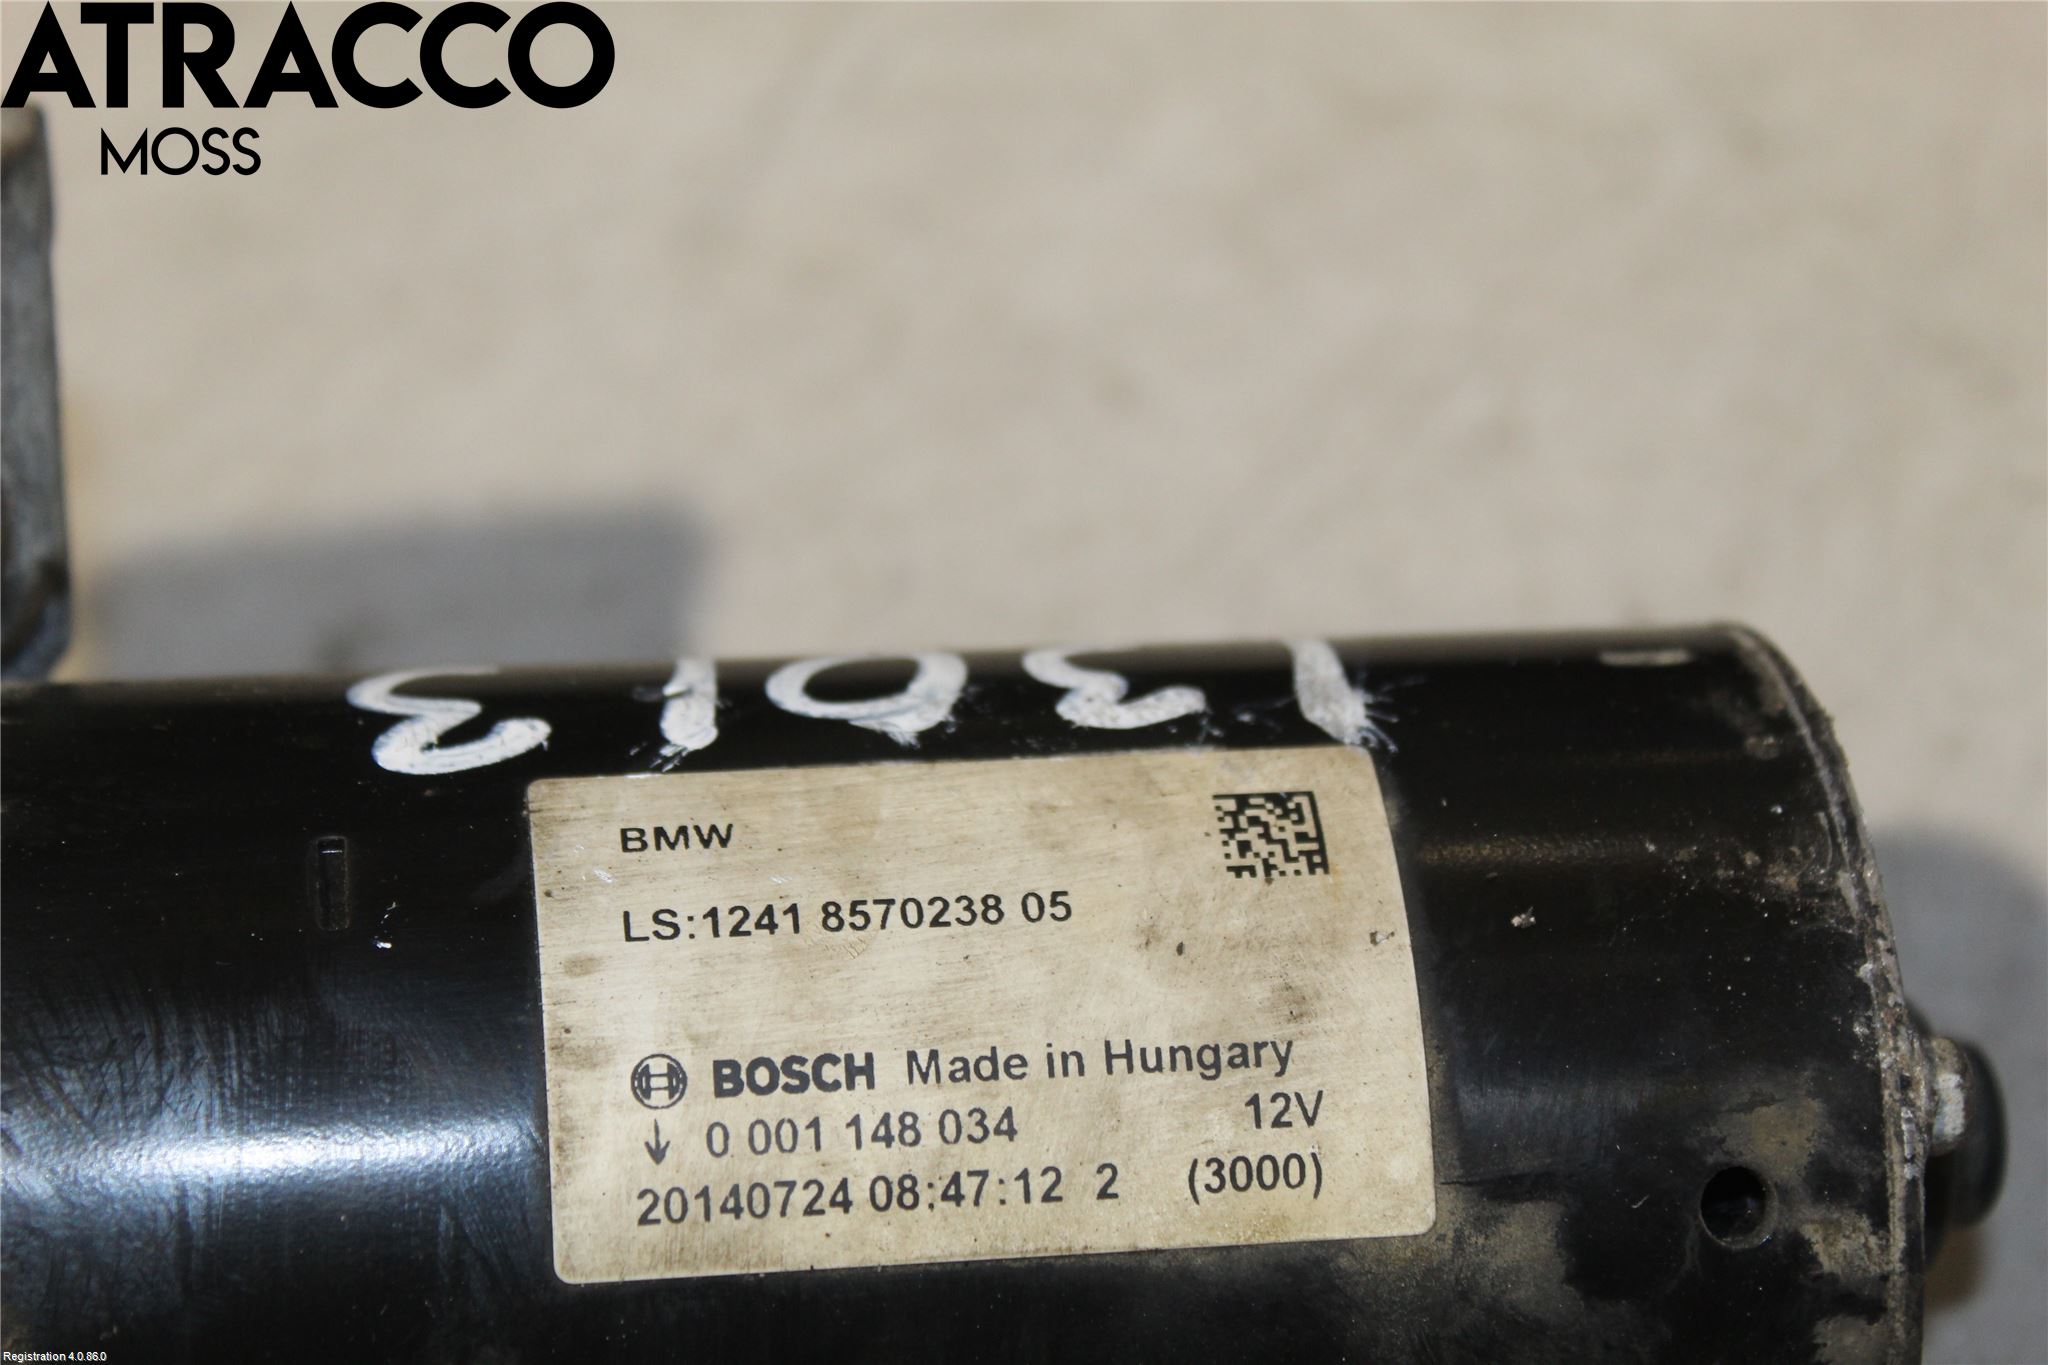 ATRACCO
MOSS
BMW
LS:1241 8570238 05
BOSCH Made in Hungary
↓ 0 001 148 034 12V
20140724 08:47:12 2 (3000)
Registration 4.0.86.0